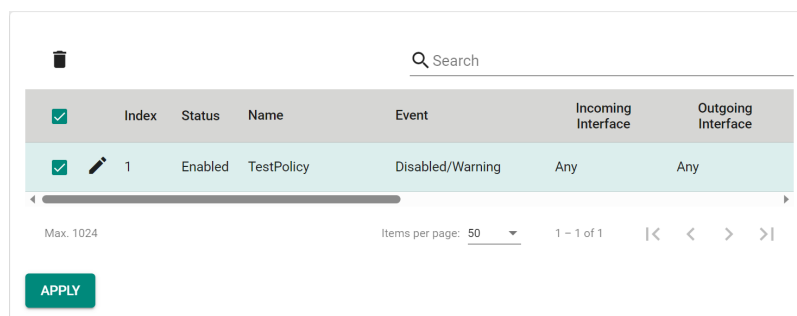 Search
Index Status Name Event Incoming Interface Outgoing Interface
1 Enabled TestPolicy Disabled/Warning Any Any
Max. 1024 Items per page: 50 1 – 1 of 1
APPLY